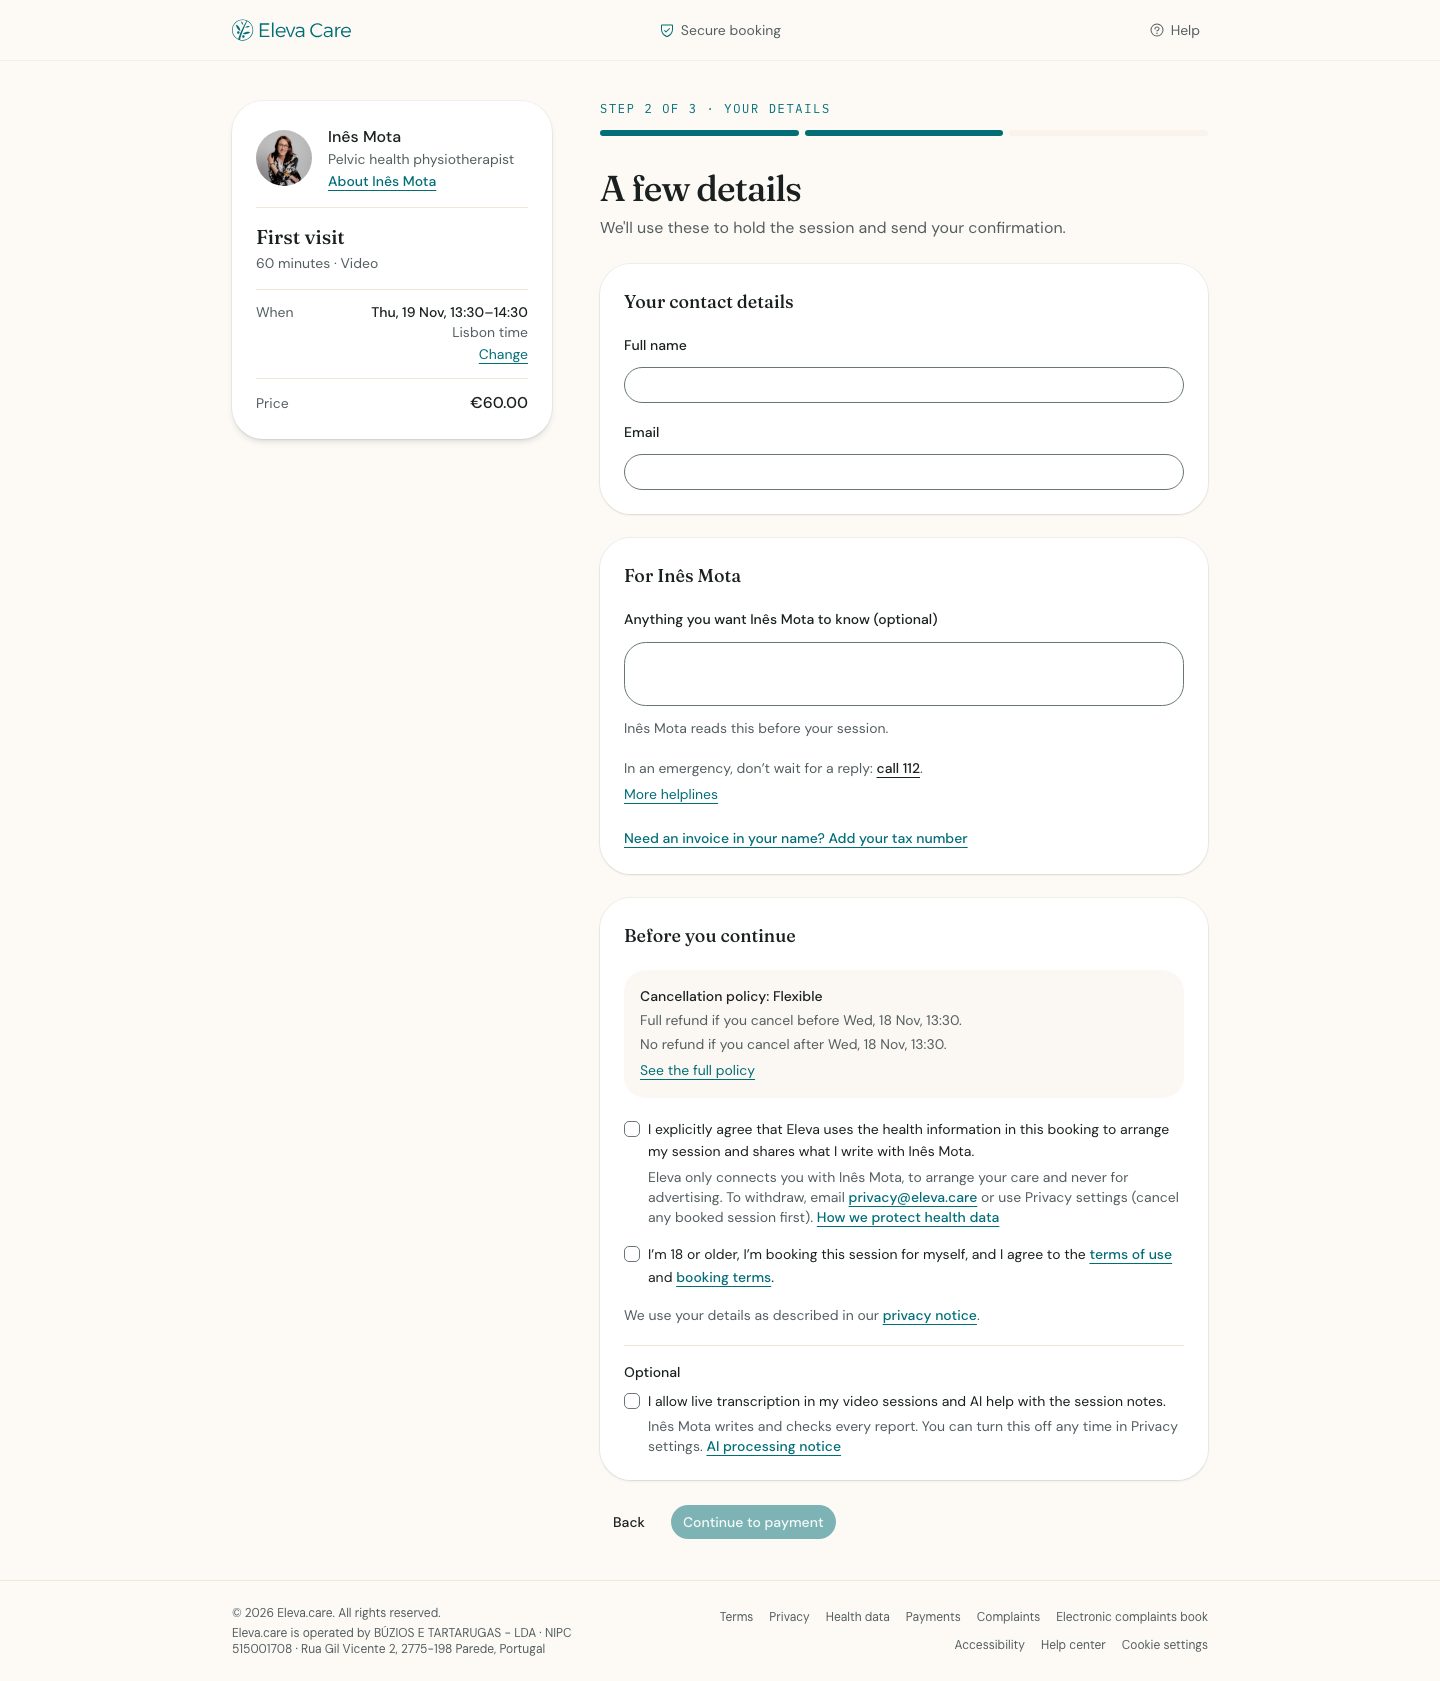 Eleva Care
Secure booking
Help
Inês Mota
Pelvic health physiotherapist
About Inês Mota
First visit
60 minutes · Video
When
Thu, 19 Nov, 13:30–14:30
Lisbon time
Change
Price
€60.00
STEP 2 OF 3 · YOUR DETAILS
A few details
We'll use these to hold the session and send your confirmation.
Your contact details
Full name
Email
For Inês Mota
Anything you want Inês Mota to know (optional)
Inês Mota reads this before your session.
In an emergency, don’t wait for a reply: call 112.
More helplines
Need an invoice in your name? Add your tax number
Before you continue
Cancellation policy: Flexible
Full refund if you cancel before Wed, 18 Nov, 13:30.
No refund if you cancel after Wed, 18 Nov, 13:30.
See the full policy
I explicitly agree that Eleva uses the health information in this booking to arrange
my session and shares what I write with Inês Mota.
Eleva only connects you with Inês Mota, to arrange your care and never for
advertising. To withdraw, email privacy@eleva.care or use Privacy settings (cancel
any booked session first). How we protect health data
I’m 18 or older, I’m booking this session for myself, and I agree to the terms of use
and booking terms.
We use your details as described in our privacy notice.
Optional
I allow live transcription in my video sessions and AI help with the session notes.
Inês Mota writes and checks every report. You can turn this off any time in Privacy
settings. AI processing notice
Back
Continue to payment
© 2026 Eleva.care. All rights reserved.
Eleva.care is operated by BÚZIOS E TARTARUGAS - LDA · NIPC
515001708 · Rua Gil Vicente 2, 2775-198 Parede, Portugal
Terms Privacy Health data Payments Complaints Electronic complaints book
Accessibility Help center Cookie settings